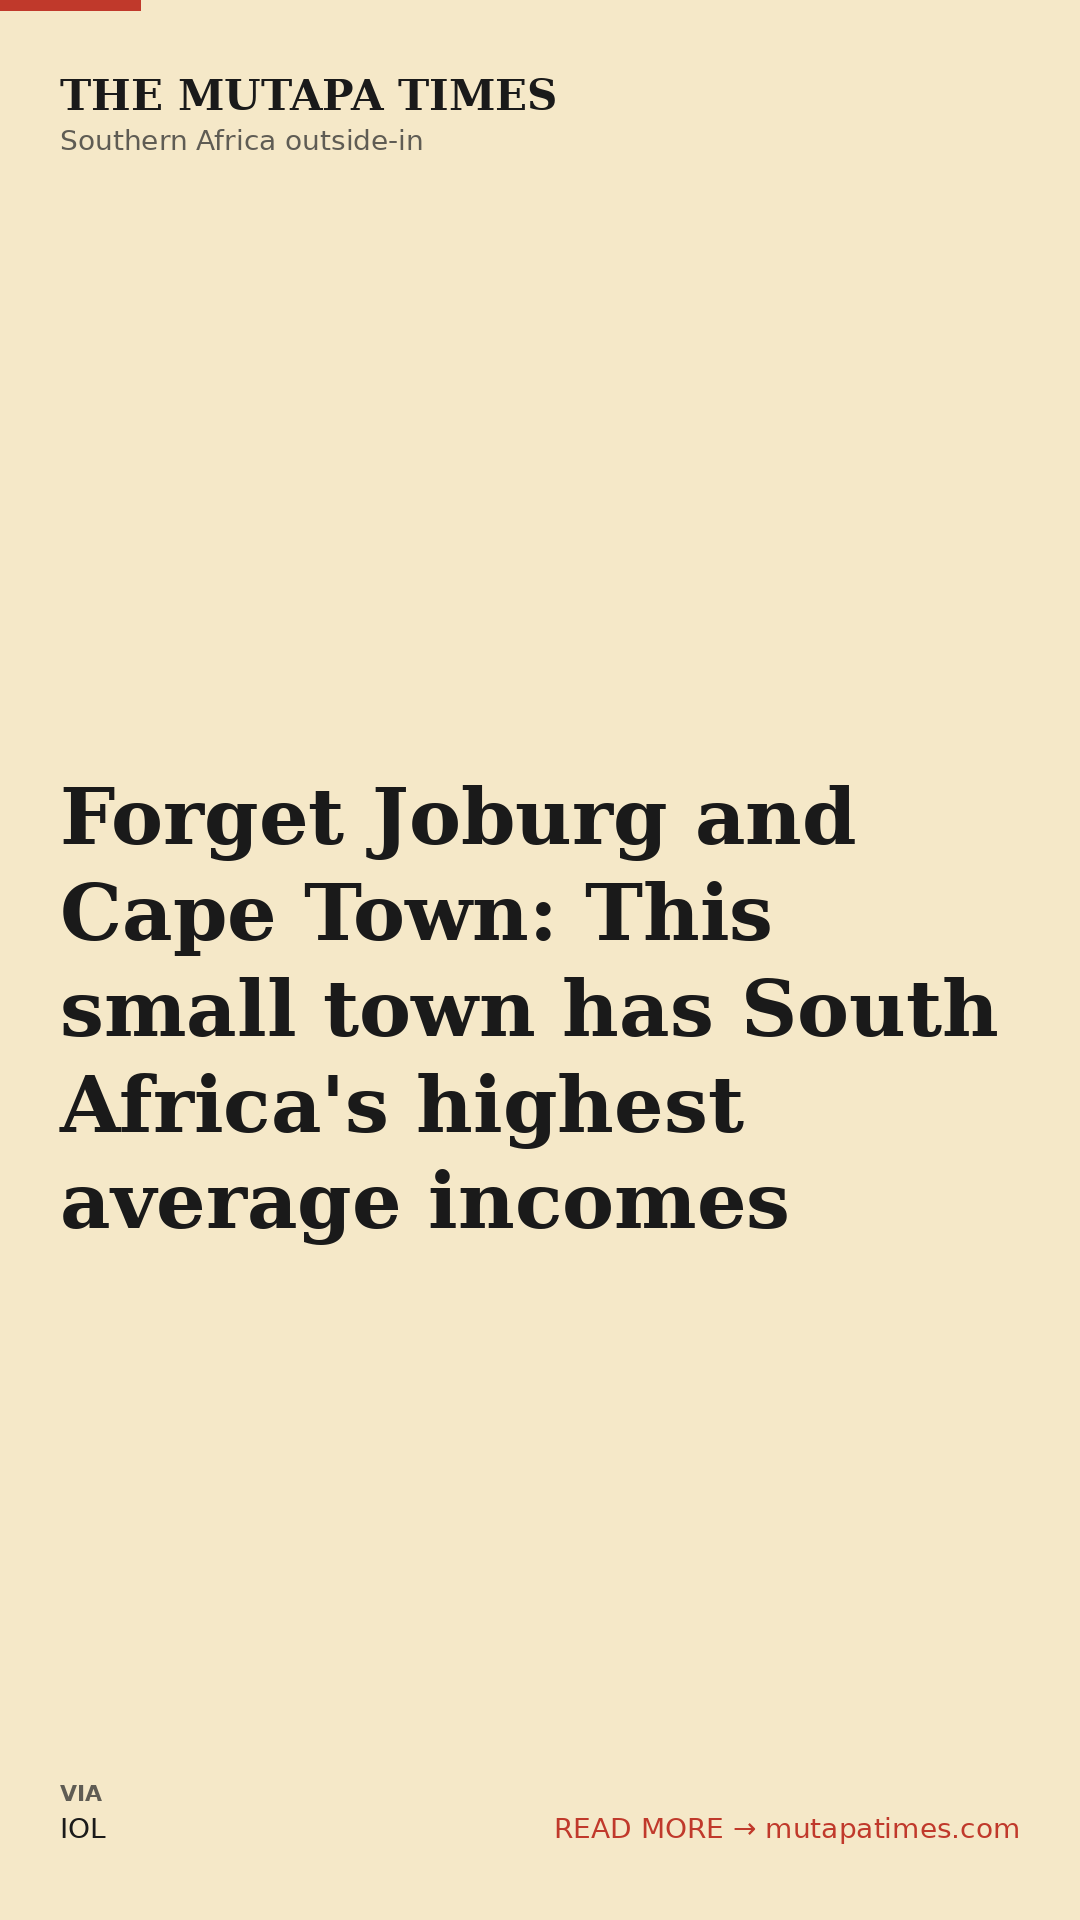 THE MUTAPA TIMES
Southern Africa outside-in
Forget Joburg and
Cape Town: This
small town has South
Africa's highest
average incomes
VIA
IOL
READ MORE → mutapatimes.com